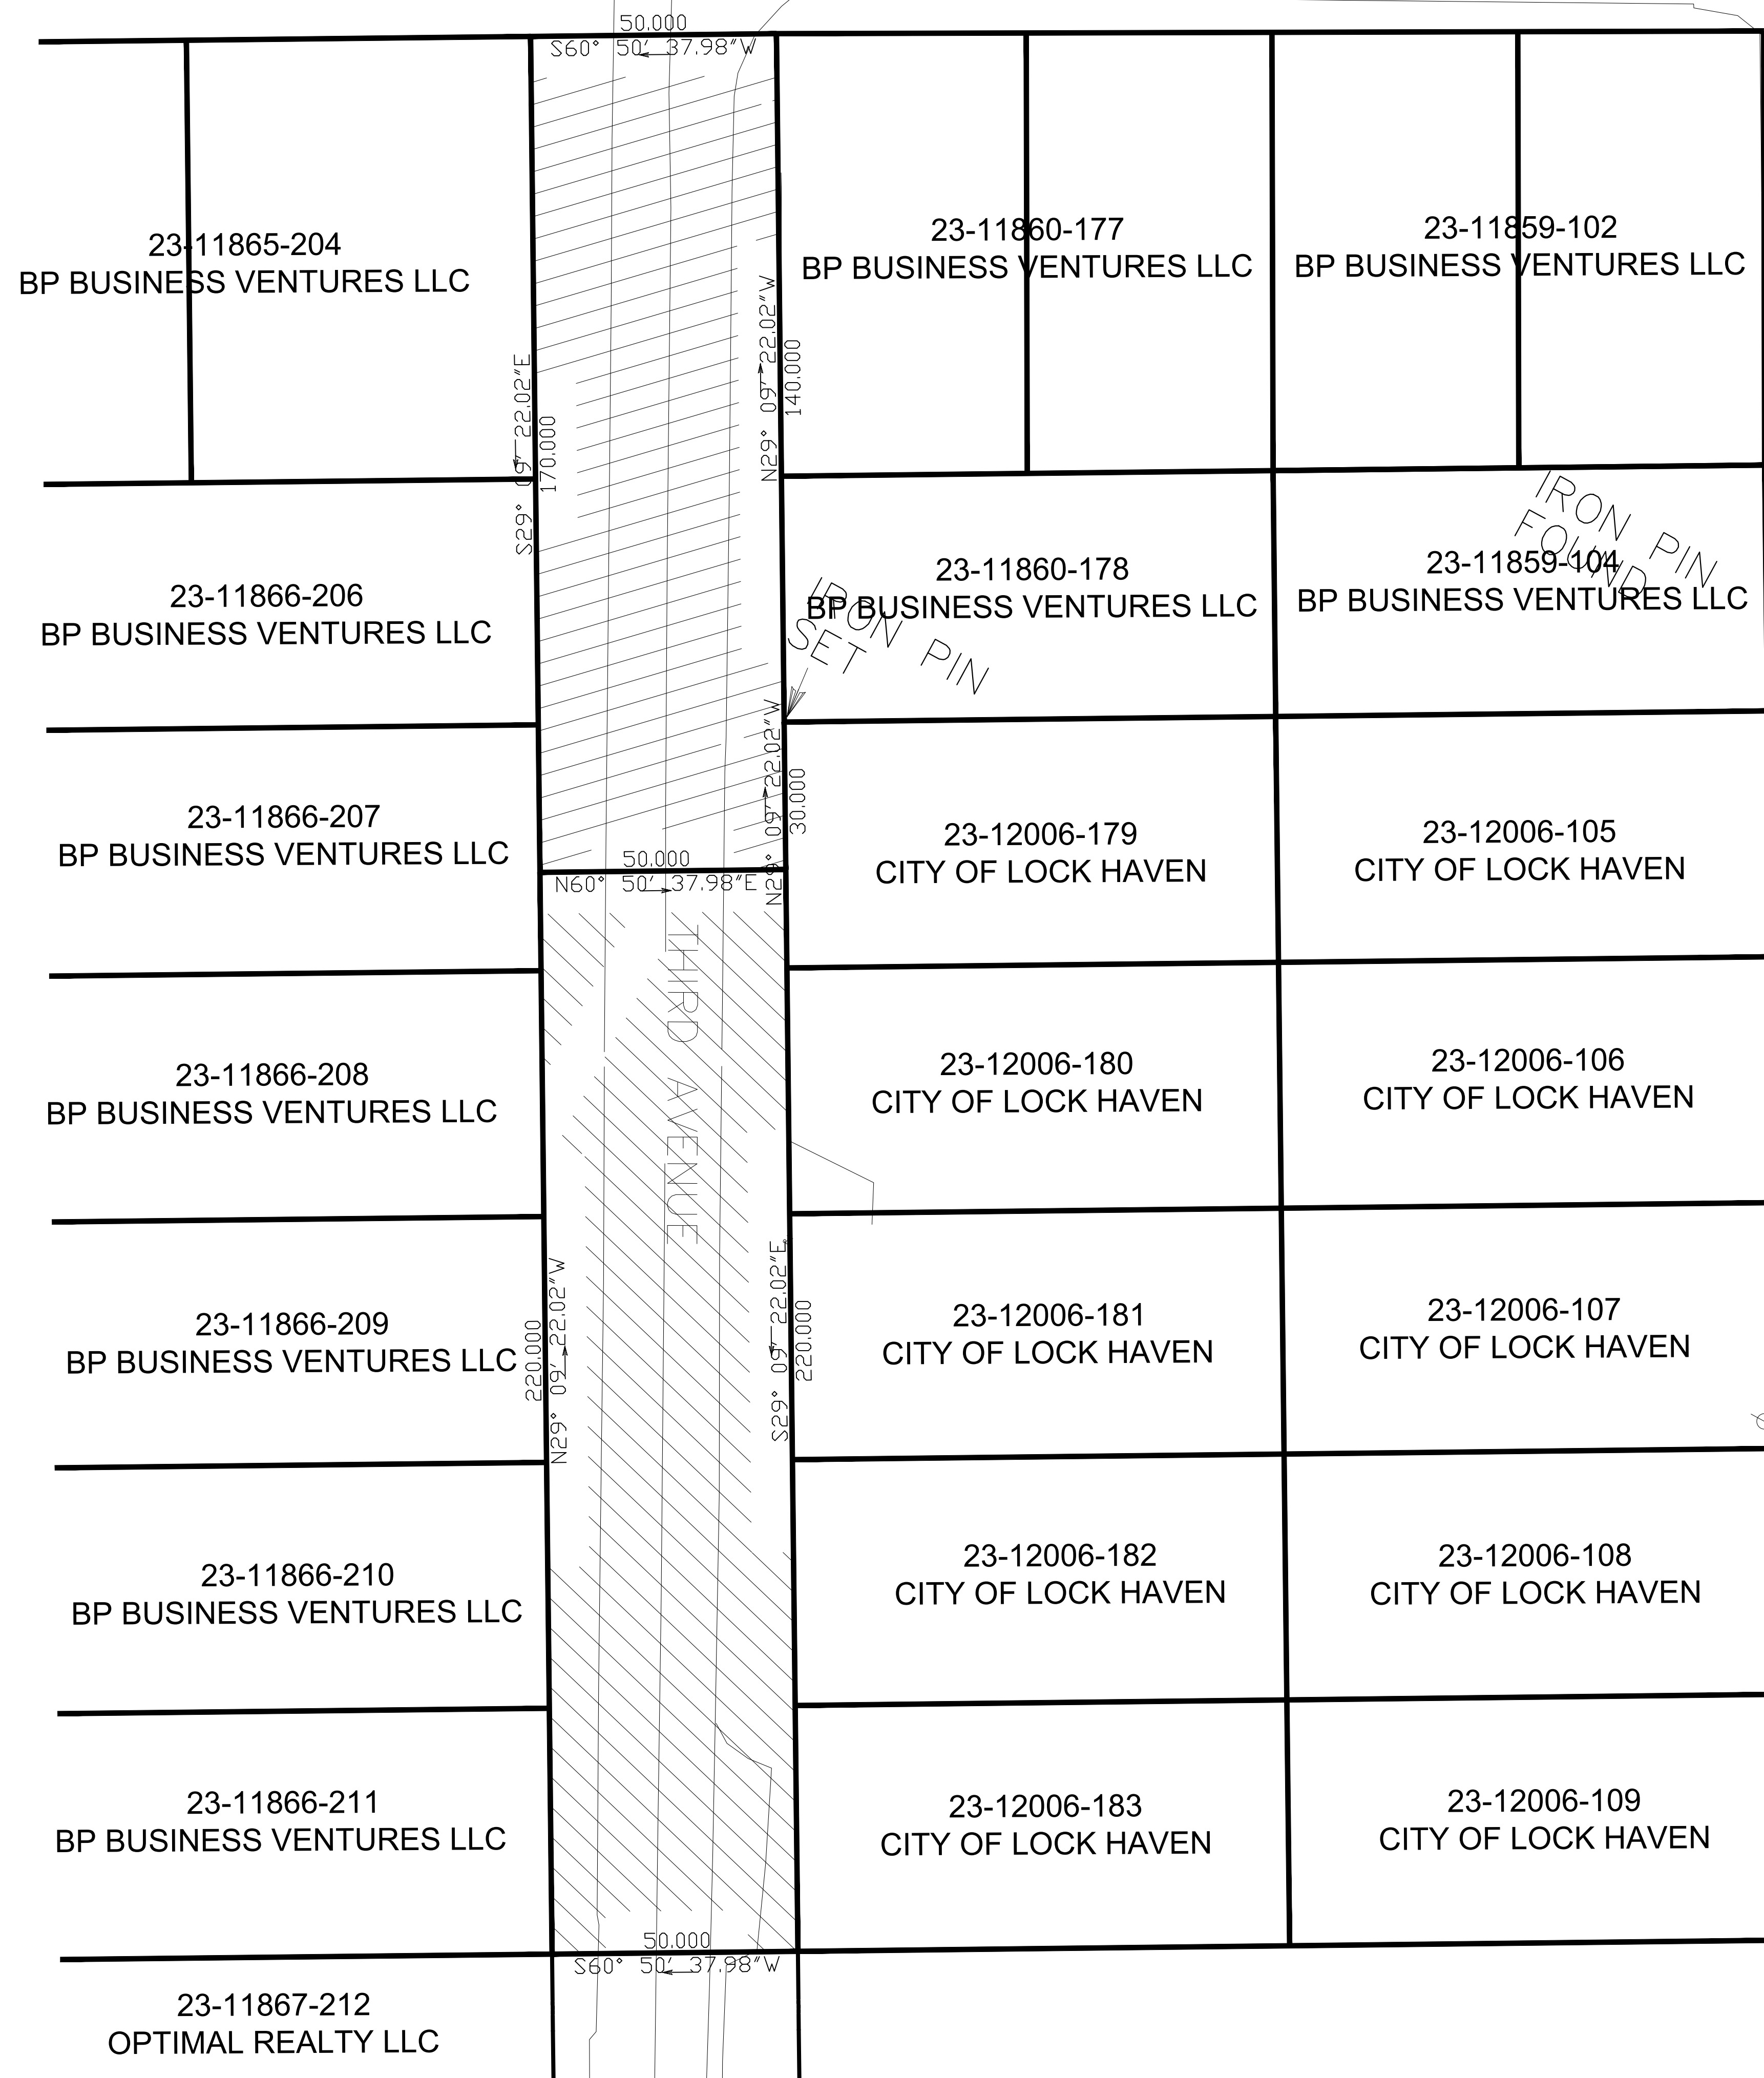 50.000
S60° 50' 37.98"W
23-11865-204
BP BUSINESS VENTURES LLC
23-11860-177
BP BUSINESS VENTURES LLC
23-11859-102
BP BUSINESS VENTURES LLC
S29° 09' 22.02"E
170.000
N29° 09' 22.02"W
140.000
IRON PIN
FOUND
23-11866-206
BP BUSINESS VENTURES LLC
23-11860-178
BP BUSINESS VENTURES LLC
IRON PIN
SET
23-11859-104
BP BUSINESS VENTURES LLC
23-11866-207
BP BUSINESS VENTURES LLC
N29° 09' 22.02"W
30.000
23-12006-179
CITY OF LOCK HAVEN
23-12006-105
CITY OF LOCK HAVEN
50.000
N60° 50' 37.98"E
THIRD AVENUE
23-11866-208
BP BUSINESS VENTURES LLC
23-12006-180
CITY OF LOCK HAVEN
23-12006-106
CITY OF LOCK HAVEN
23-11866-209
BP BUSINESS VENTURES LLC
220.000
N29° 09' 22.02"W
S29° 09' 22.02"E
220.000
23-12006-181
CITY OF LOCK HAVEN
23-12006-107
CITY OF LOCK HAVEN
23-11866-210
BP BUSINESS VENTURES LLC
23-12006-182
CITY OF LOCK HAVEN
23-12006-108
CITY OF LOCK HAVEN
23-11866-211
BP BUSINESS VENTURES LLC
23-12006-183
CITY OF LOCK HAVEN
23-12006-109
CITY OF LOCK HAVEN
50.000
S60° 50' 37.98"W
23-11867-212
OPTIMAL REALTY LLC